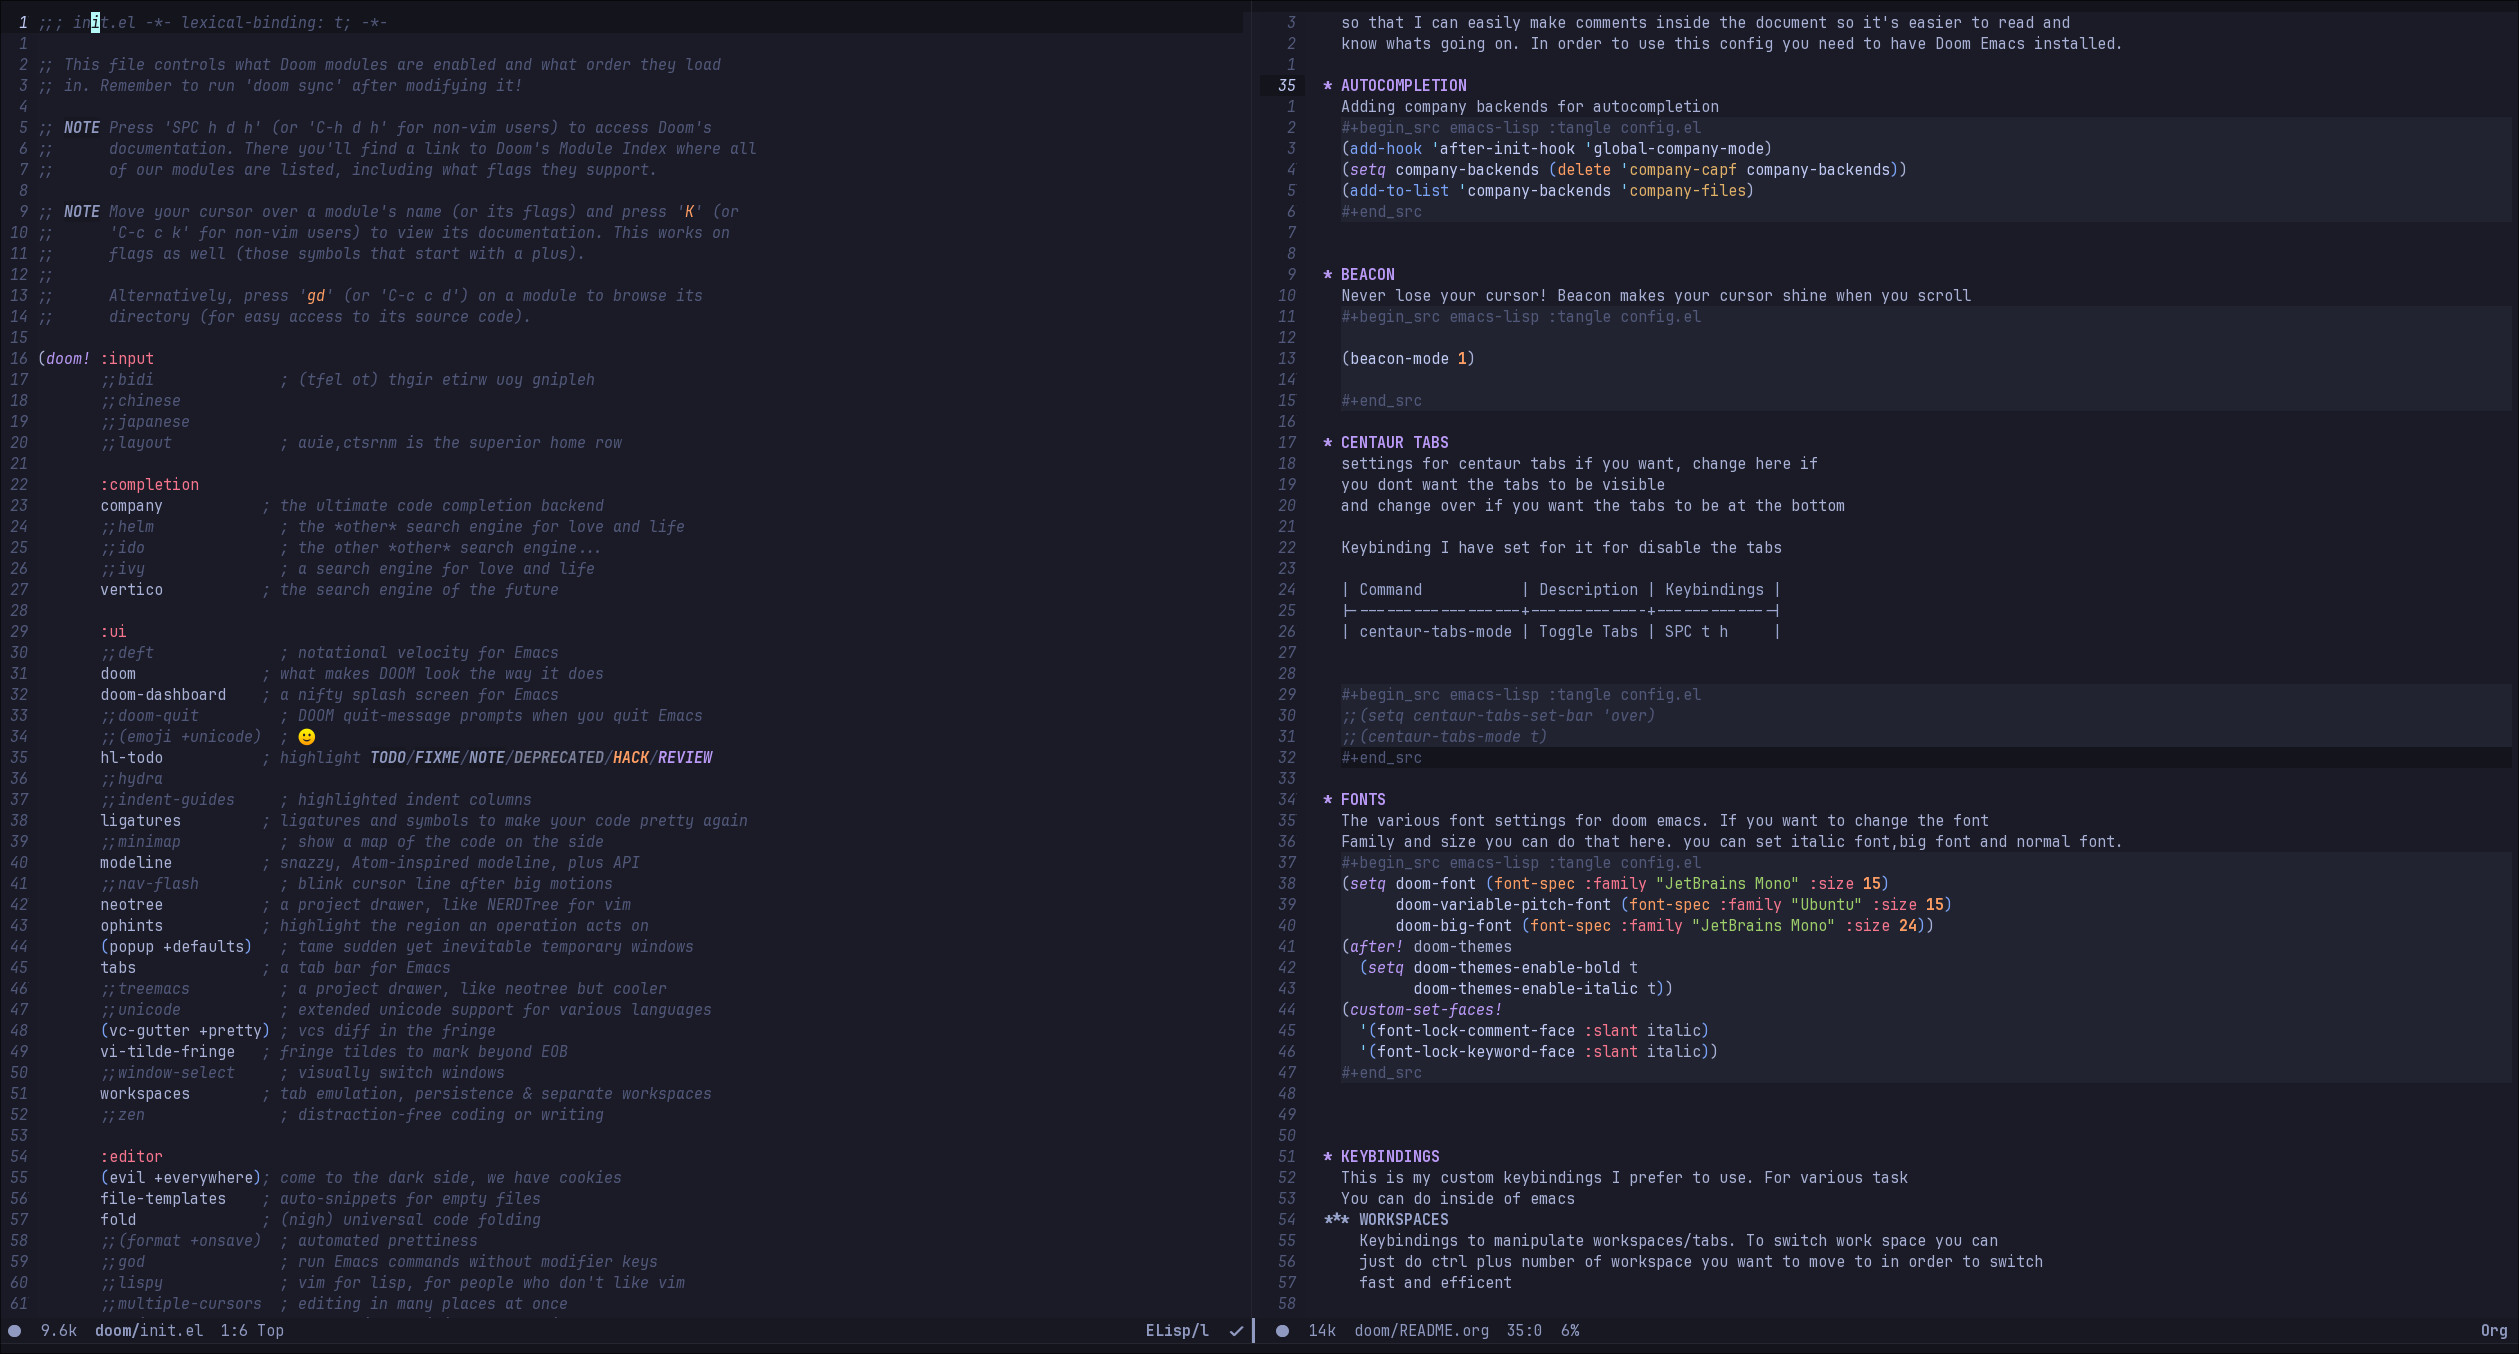 1 ;;; init.el -*- lexical-binding: t; -*-
1
2 ;; This file controls what Doom modules are enabled and what order they load
3 ;; in. Remember to run 'doom sync' after modifying it!
4
5 ;; NOTE Press 'SPC h d h' (or 'C-h d h' for non-vim users) to access Doom's
6 ;;      documentation. There you'll find a link to Doom's Module Index where all
7 ;;      of our modules are listed, including what flags they support.
8
9 ;; NOTE Move your cursor over a module's name (or its flags) and press 'K' (or
10 ;;      'C-c c k' for non-vim users) to view its documentation. This works on
11 ;;      flags as well (those symbols that start with a plus).
12 ;;
13 ;;      Alternatively, press 'gd' (or 'C-c c d') on a module to browse its
14 ;;      directory (for easy access to its source code).
15
16 (doom! :input
17        ;;bidi              ; (tfel ot) thgir etirw uoy gnipleh
18        ;;chinese
19        ;;japanese
20        ;;layout            ; auie,ctsrnm is the superior home row
21
22        :completion
23        company           ; the ultimate code completion backend
24        ;;helm              ; the *other* search engine for love and life
25        ;;ido               ; the other *other* search engine...
26        ;;ivy               ; a search engine for love and life
27        vertico           ; the search engine of the future
28
29        :ui
30        ;;deft              ; notational velocity for Emacs
31        doom              ; what makes DOOM look the way it does
32        doom-dashboard    ; a nifty splash screen for Emacs
33        ;;doom-quit         ; DOOM quit-message prompts when you quit Emacs
34        ;;(emoji +unicode)  ; 🙂
35        hl-todo           ; highlight TODO/FIXME/NOTE/DEPRECATED/HACK/REVIEW
36        ;;hydra
37        ;;indent-guides     ; highlighted indent columns
38        ligatures         ; ligatures and symbols to make your code pretty again
39        ;;minimap           ; show a map of the code on the side
40        modeline          ; snazzy, Atom-inspired modeline, plus API
41        ;;nav-flash         ; blink cursor line after big motions
42        neotree           ; a project drawer, like NERDTree for vim
43        ophints           ; highlight the region an operation acts on
44        (popup +defaults)   ; tame sudden yet inevitable temporary windows
45        tabs              ; a tab bar for Emacs
46        ;;treemacs          ; a project drawer, like neotree but cooler
47        ;;unicode           ; extended unicode support for various languages
48        (vc-gutter +pretty) ; vcs diff in the fringe
49        vi-tilde-fringe   ; fringe tildes to mark beyond EOB
50        ;;window-select     ; visually switch windows
51        workspaces        ; tab emulation, persistence & separate workspaces
52        ;;zen               ; distraction-free coding or writing
53
54        :editor
55        (evil +everywhere); come to the dark side, we have cookies
56        file-templates    ; auto-snippets for empty files
57        fold              ; (nigh) universal code folding
58        ;;(format +onsave)  ; automated prettiness
59        ;;god               ; run Emacs commands without modifier keys
60        ;;lispy             ; vim for lisp, for people who don't like vim
61        ;;multiple-cursors  ; editing in many places at once
9.6k doom/init.el 1:6 Top ELisp/l
3   so that I can easily make comments inside the document so it's easier to read and
2   know whats going on. In order to use this config you need to have Doom Emacs installed.
1
35 * AUTOCOMPLETION
1   Adding company backends for autocompletion
2   #+begin_src emacs-lisp :tangle config.el
3   (add-hook 'after-init-hook 'global-company-mode)
4   (setq company-backends (delete 'company-capf company-backends))
5   (add-to-list 'company-backends 'company-files)
6   #+end_src
7
8
9 * BEACON
10   Never lose your cursor! Beacon makes your cursor shine when you scroll
11   #+begin_src emacs-lisp :tangle config.el
12
13   (beacon-mode 1)
14
15   #+end_src
16
17 * CENTAUR TABS
18   settings for centaur tabs if you want, change here if
19   you dont want the tabs to be visible
20   and change over if you want the tabs to be at the bottom
21
22   Keybinding I have set for it for disable the tabs
23
24   | Command           | Description | Keybindings |
25   |-------------------+-------------+-------------|
26   | centaur-tabs-mode | Toggle Tabs | SPC t h     |
27
28
29   #+begin_src emacs-lisp :tangle config.el
30   ;;(setq centaur-tabs-set-bar 'over)
31   ;;(centaur-tabs-mode t)
32   #+end_src
33
34 * FONTS
35   The various font settings for doom emacs. If you want to change the font
36   Family and size you can do that here. you can set italic font,big font and normal font.
37   #+begin_src emacs-lisp :tangle config.el
38   (setq doom-font (font-spec :family "JetBrains Mono" :size 15)
39         doom-variable-pitch-font (font-spec :family "Ubuntu" :size 15)
40         doom-big-font (font-spec :family "JetBrains Mono" :size 24))
41   (after! doom-themes
42     (setq doom-themes-enable-bold t
43           doom-themes-enable-italic t))
44   (custom-set-faces!
45     '(font-lock-comment-face :slant italic)
46     '(font-lock-keyword-face :slant italic))
47   #+end_src
48
49
50
51 * KEYBINDINGS
52   This is my custom keybindings I prefer to use. For various task
53   You can do inside of emacs
54 *** WORKSPACES
55     Keybindings to manipulate workspaces/tabs. To switch work space you can
56     just do ctrl plus number of workspace you want to move to in order to switch
57     fast and efficent
58
14k doom/README.org 35:0 6% Org